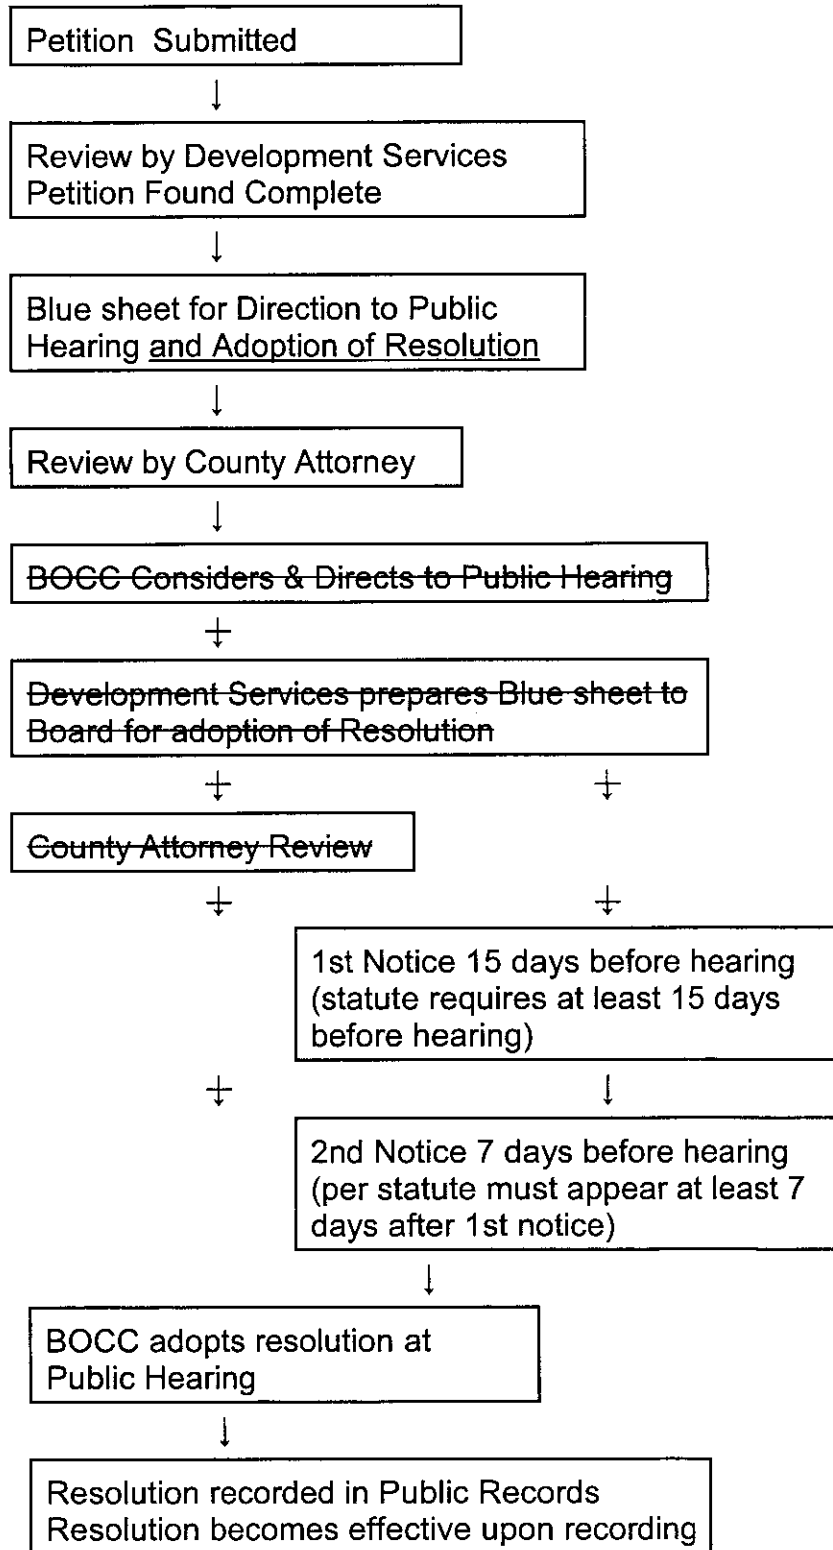 Petition Submitted
↓
Review by Development Services
Petition Found Complete
↓
Blue sheet for Direction to Public
Hearing and Adoption of Resolution
↓
Review by County Attorney
↓
BOCC Considers & Directs to Public Hearing
↓
Development Services prepares Blue sheet to
Board for adoption of Resolution
↓ ↓
County Attorney Review
↓ ↓
1st Notice 15 days before hearing
(statute requires at least 15 days
before hearing)
↓ ↓
2nd Notice 7 days before hearing
(per statute must appear at least 7
days after 1st notice)
↓
BOCC adopts resolution at
Public Hearing
↓
Resolution recorded in Public Records
Resolution becomes effective upon recording